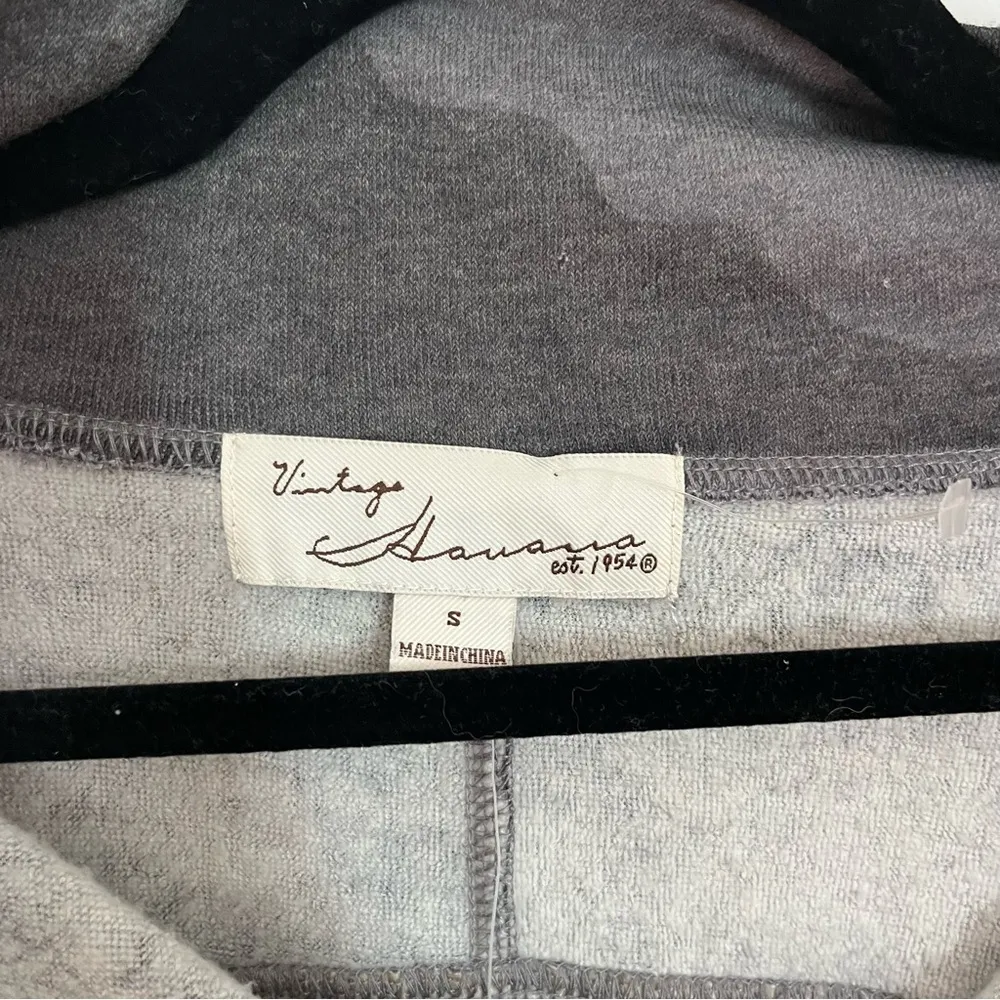 Vintage
Havana
est. 1954®
S
MADEINCHINA